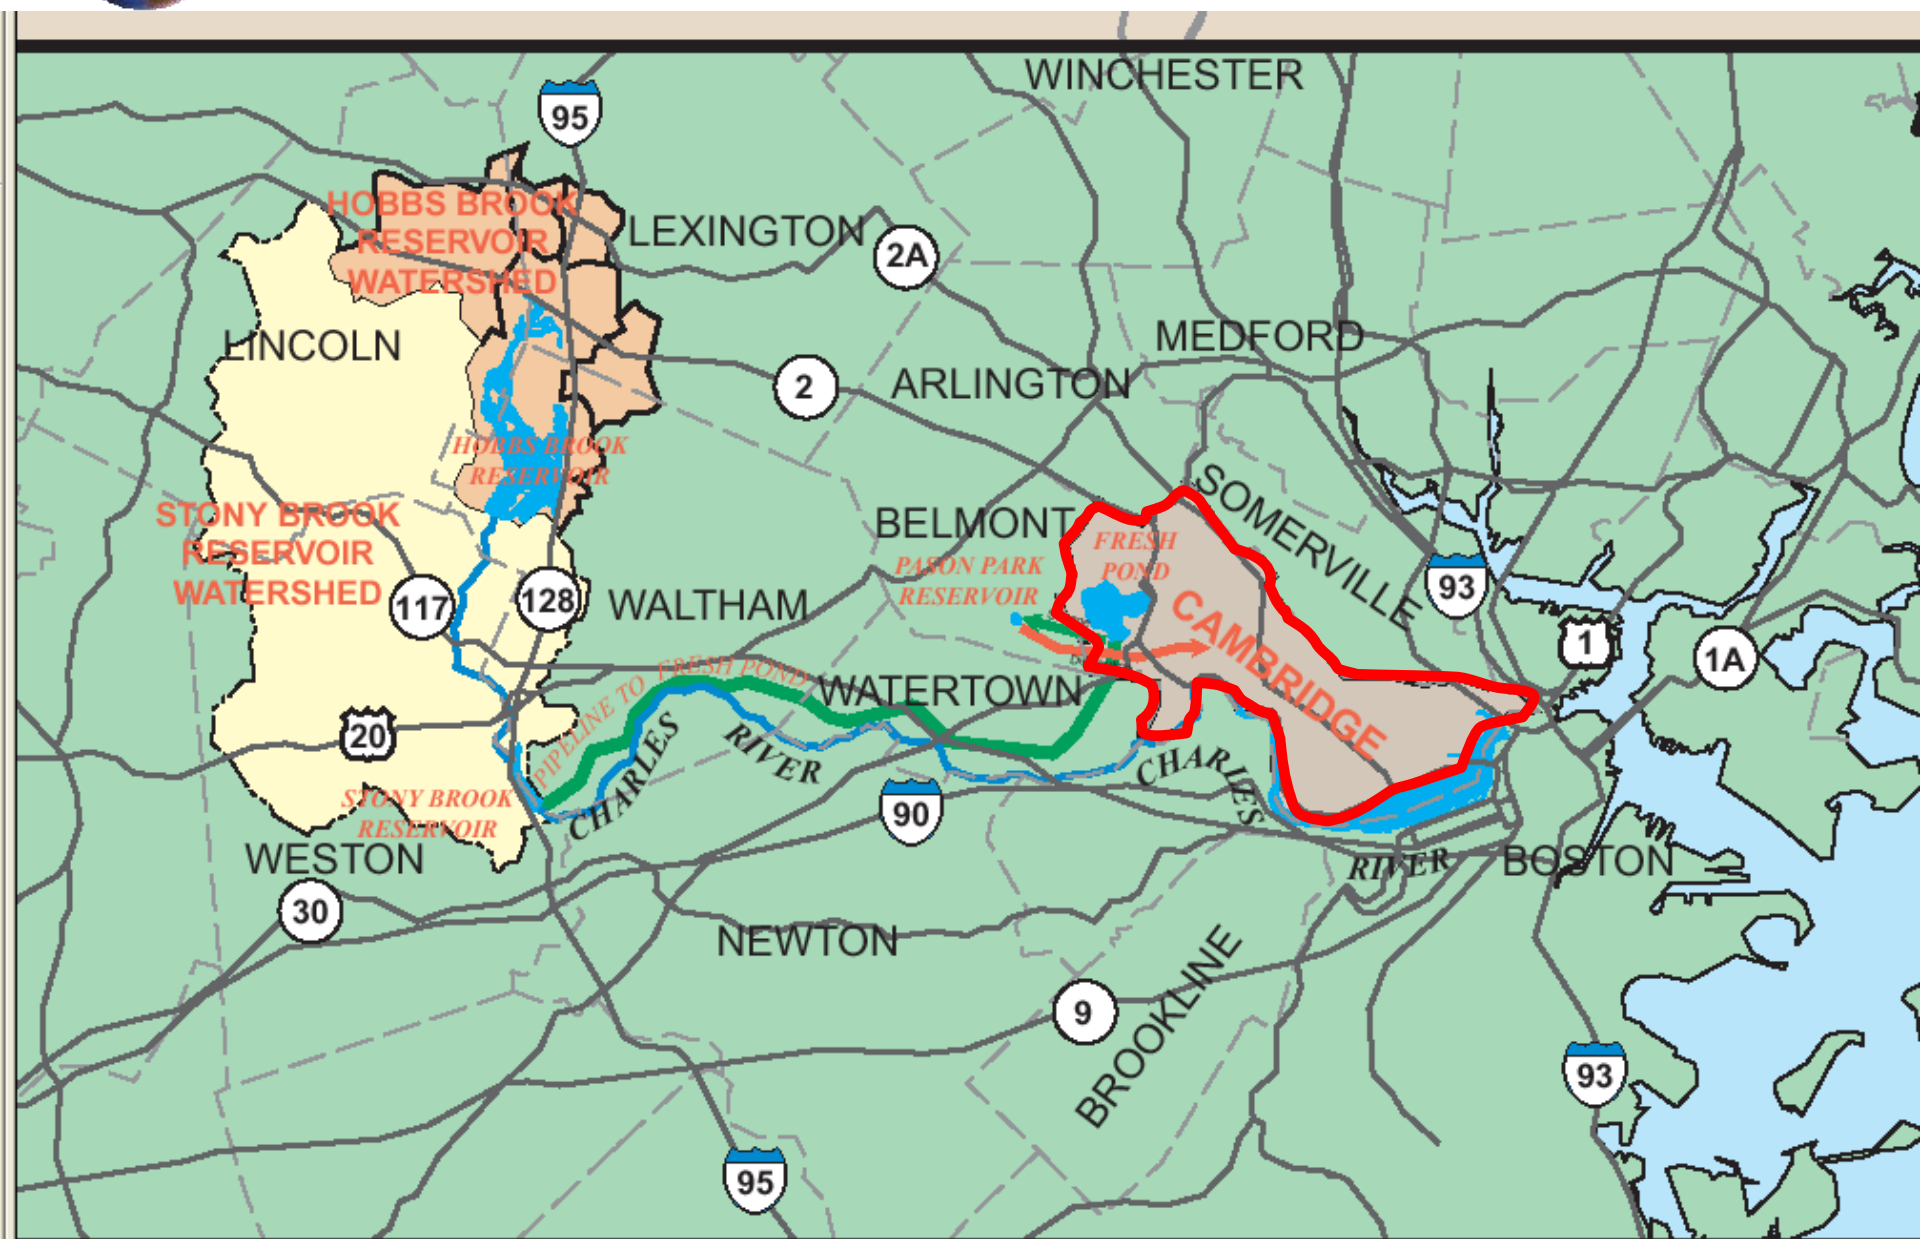 WINCHESTER
95
HOBBS BROOK
RESERVOIR
WATERSHED
LEXINGTON
2A
LINCOLN
MEDFORD
2
ARLINGTON
HOBBS BROOK
RESERVOIR
SOMERVILLE
STONY BROOK
RESERVOIR
WATERSHED
BELMONT
FRESH
POND
PASON PARK
RESERVOIR
93
117
128
WALTHAM
CAMBRIDGE
1
1A
PIPELINE TO FRESH POND
WATERTOWN
20
CHARLES
RIVER
CHARIES
RIVER
STONY BROOK
RESERVOIR
90
WESTON
BOSTON
30
NEWTON
BROOKLINE
9
93
95